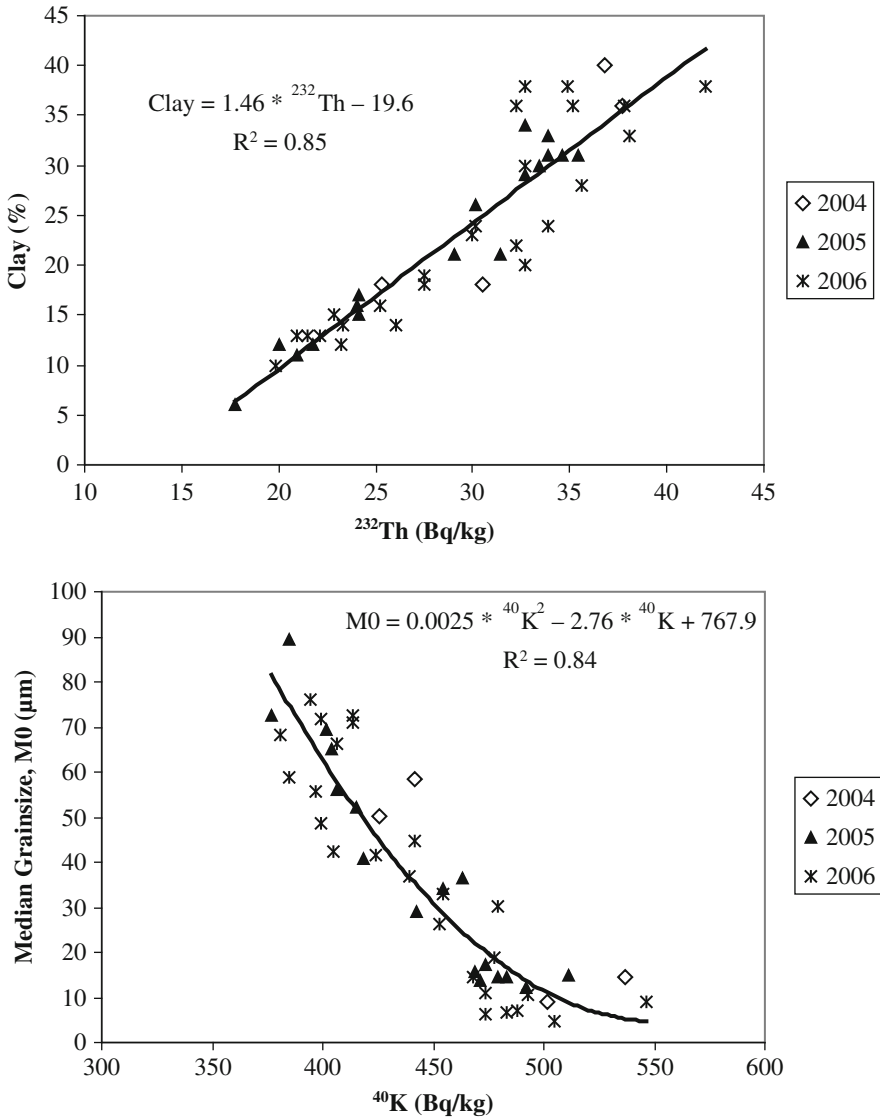 45
40
35
30
25
20
15
10
5
0
Clay (%)
Clay = 1.46 * ²³²Th – 19.6
R² = 0.85
10 15 20 25 30 35 40 45
²³²Th (Bq/kg)
2004
2005
2006
100
90
80
70
60
50
40
30
20
10
0
Median Grainsize, M0 (µm)
M0 = 0.0025 * ⁴⁰K² – 2.76 * ⁴⁰K + 767.9
R² = 0.84
300 350 400 450 500 550 600
⁴⁰K (Bq/kg)
2004
2005
2006